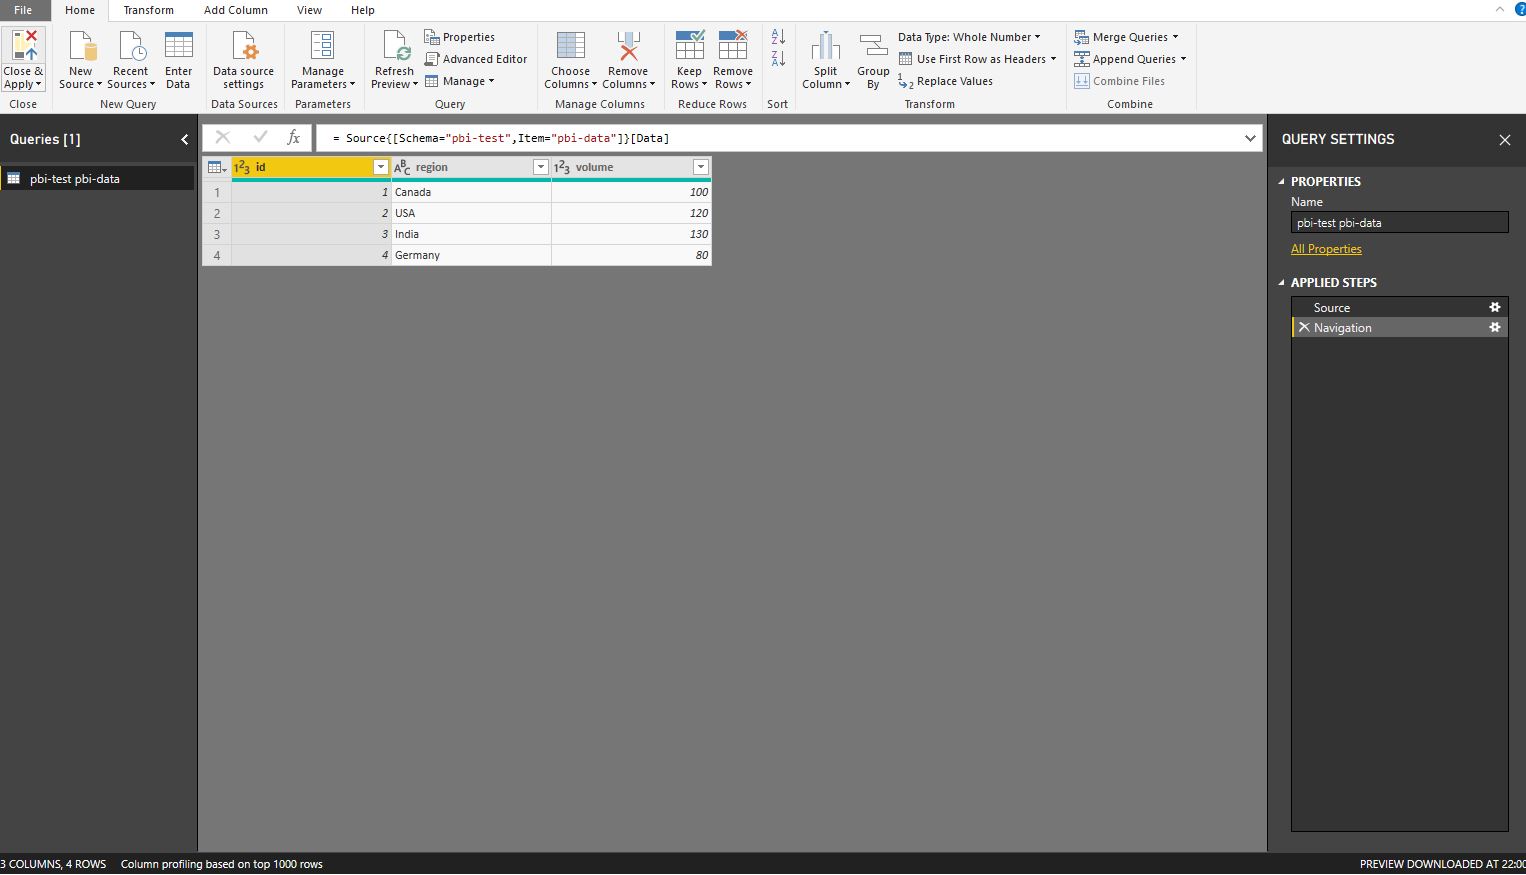 File Home Transform Add Column View Help
Close & Apply
New Source
Recent Sources
Enter Data
Data source settings
Manage Parameters
Refresh Preview
Properties
Advanced Editor
Manage
Choose Columns
Remove Columns
Keep Rows
Remove Rows
Split Column
Group By
Data Type: Whole Number
Use First Row as Headers
Replace Values
Merge Queries
Append Queries
Combine Files
Close New Query Data Sources Parameters Query Manage Columns Reduce Rows Sort Transform Combine
Queries [1]
pbi-test pbi-data
fx = Source{[Schema="pbi-test",Item="pbi-data"]}[Data]
123 id ABC region 123 volume
1 1 Canada 100
2 2 USA 120
3 3 India 130
4 4 Germany 80
QUERY SETTINGS
PROPERTIES
Name
pbi-test pbi-data
All Properties
APPLIED STEPS
Source
Navigation
3 COLUMNS, 4 ROWS Column profiling based on top 1000 rows
PREVIEW DOWNLOADED AT 22:00